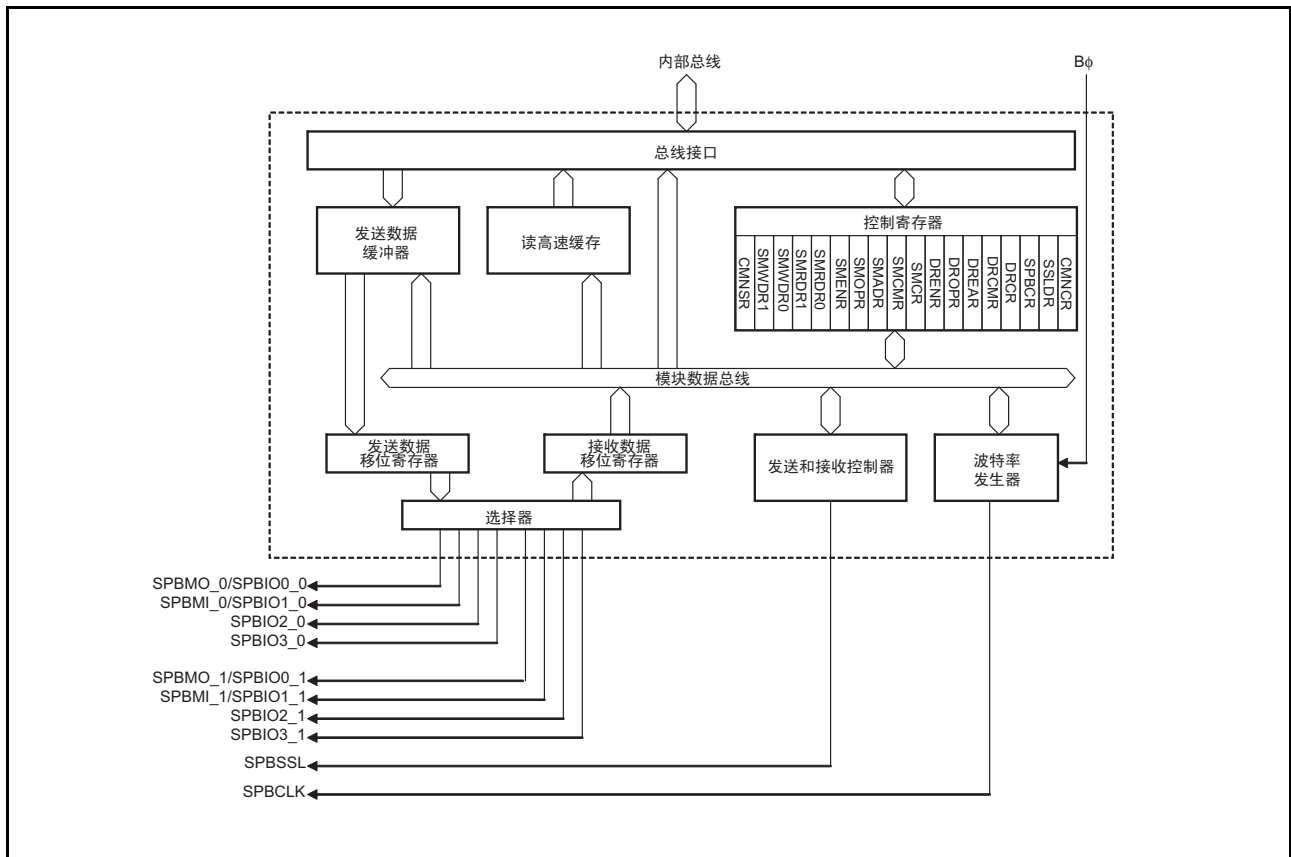 内部总线
Bϕ
总线接口
发送数据
缓冲器
读高速缓存
控制寄存器
CMNSR
SMWDR1
SMWDR0
SMRDR1
SMRDR0
SMENR
SMOPR
SMADR
SMCMR
SMCR
DRENR
DROPR
DREAR
DRCMR
DRCR
SPBCR
SSLDR
CMNCR
模块数据总线
发送数据
移位寄存器
接收数据
移位寄存器
发送和接收控制器
波特率
发生器
选择器
SPBMO_0/SPBIO0_0
SPBMI_0/SPBIO1_0
SPBIO2_0
SPBIO3_0
SPBMO_1/SPBIO0_1
SPBMI_1/SPBIO1_1
SPBIO2_1
SPBIO3_1
SPBSSL
SPBCLK